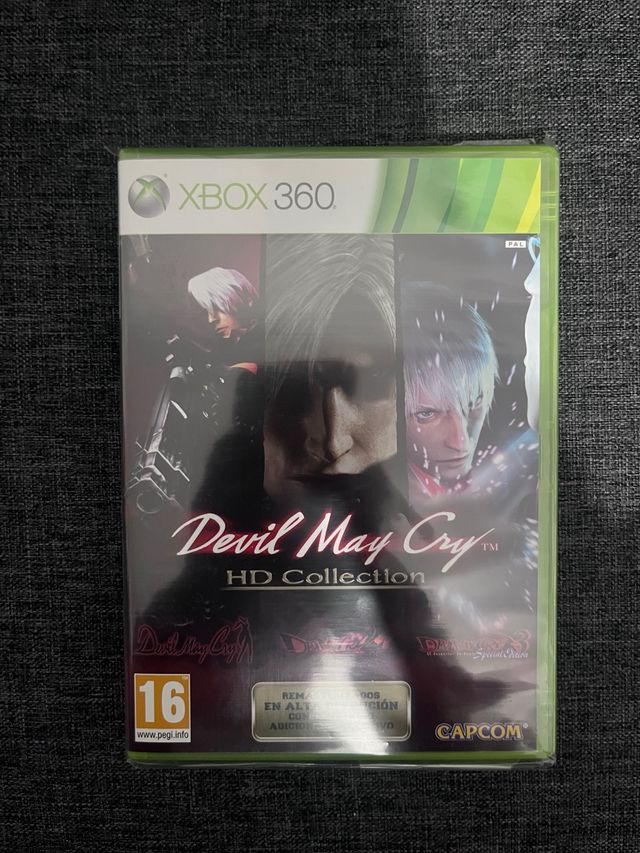 XBOX 360
PAL
Devil May Cry™
HD Collection
Devil May Cry
3
Special Edition
16
www.pegi.info
EN ALTA
CAPCOM